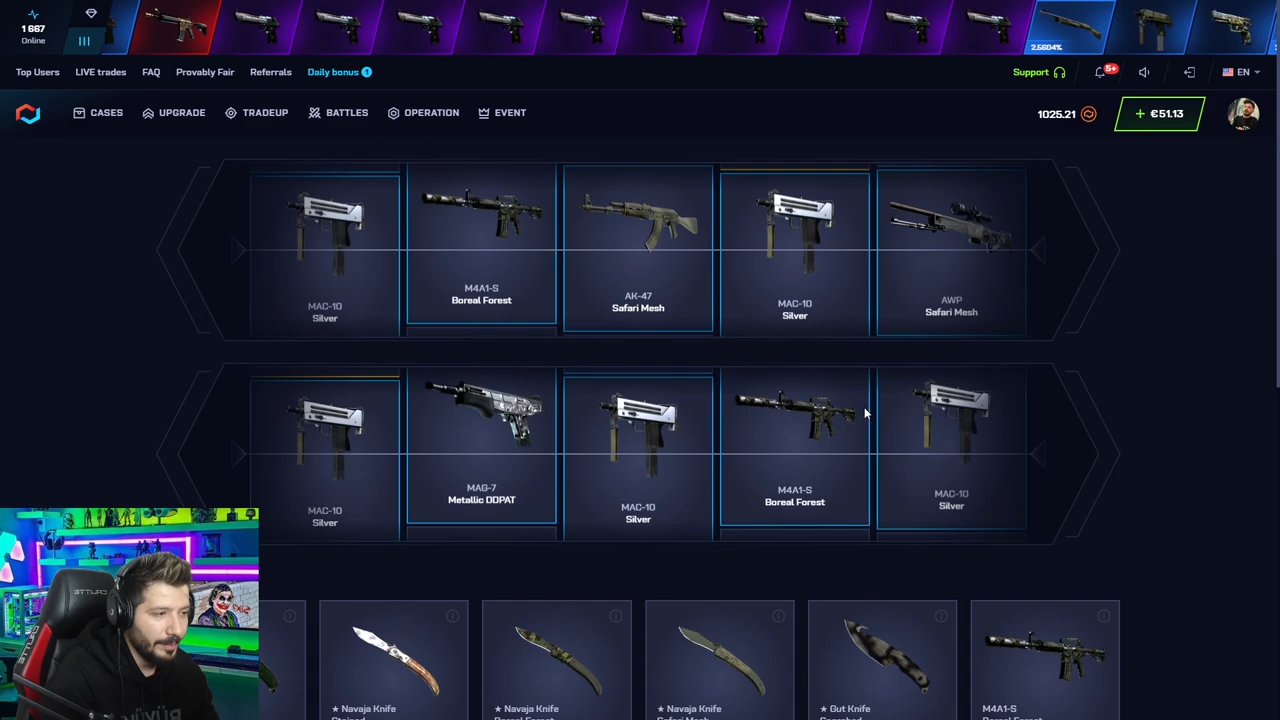 1 667
Online
2.5604%
Top Users
LIVE trades
FAQ
Provably Fair
Referrals
Daily bonus 1
Support
5+
EN
CASES
UPGRADE
TRADEUP
BATTLES
OPERATION
EVENT
1025.21
+ €51.13
MAC-10
Silver
M4A1-S
Boreal Forest
AK-47
Safari Mesh
MAC-10
Silver
AWP
Safari Mesh
MAC-10
Silver
MAG-7
Metallic DDPAT
MAC-10
Silver
M4A1-S
Boreal Forest
MAC-10
Silver
★ Navaja Knife
★ Navaja Knife
★ Navaja Knife
★ Gut Knife
M4A1-S